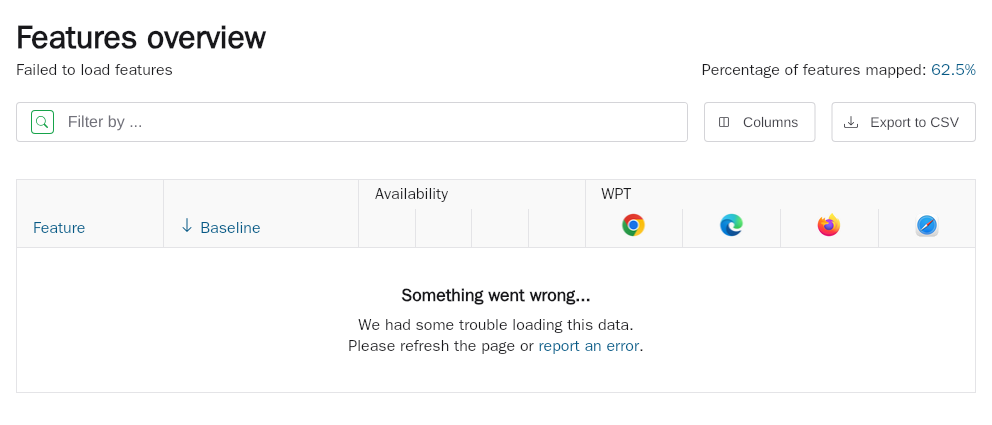 Features overview
Failed to load features
Percentage of features mapped: 62.5%
Filter by ...
Columns
Export to CSV
Availability
WPT
Feature
Baseline
Something went wrong...
We had some trouble loading this data.
Please refresh the page or report an error.